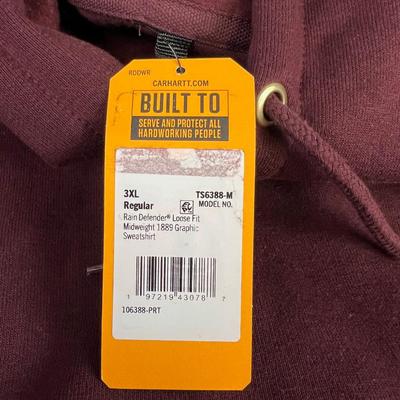 RDDWR
CARHARTT.COM
BUILT TO
SERVE AND PROTECT ALL
HARDWORKING PEOPLE
3XL TS6388-M
Regular MODEL NO.
Rain Defender® Loose Fit
Midweight 1889 Graphic
Sweatshirt
1 97219 43078 7
106388-PRT